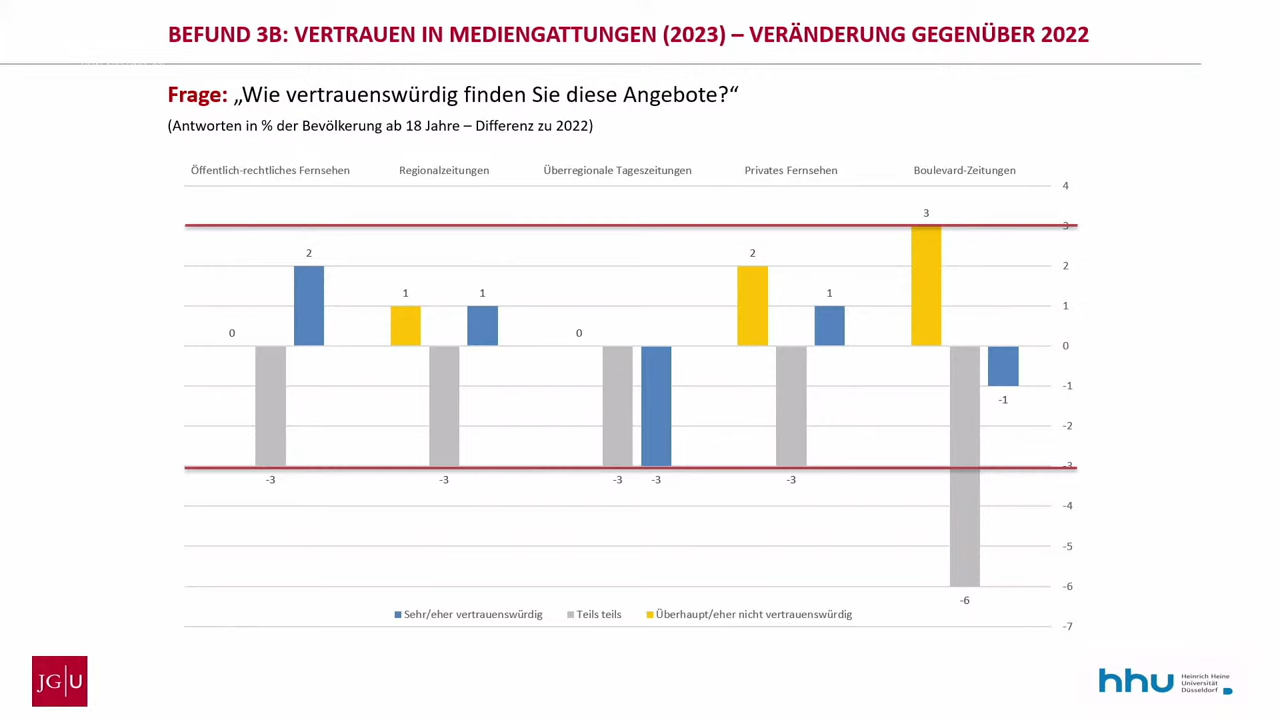 BEFUND 3B: VERTRAUEN IN MEDIENGATTUNGEN (2023) – VERÄNDERUNG GEGENÜBER 2022
Frage: „Wie vertrauenswürdig finden Sie diese Angebote?“
(Antworten in % der Bevölkerung ab 18 Jahre – Differenz zu 2022)
Öffentlich-rechtliches Fernsehen Regionalzeitungen Überregionale Tageszeitungen Privates Fernsehen Boulevard-Zeitungen
4
3
3
2 2 2
1 1 1 1
0 0 0
-1
-1
-2
-3
-3 -3 -3 -3 -3
-4
-5
-6
-6
Sehr/eher vertrauenswürdig Teils teils Überhaupt/eher nicht vertrauenswürdig
-7
JG|U
hhu Heinrich Heine
Universität
Düsseldorf